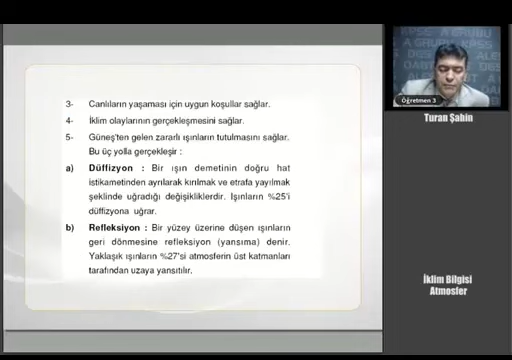 3- Canlıların yaşaması için uygun koşullar sağlar.
4- İklim olaylarının gerçekleşmesini sağlar.
5- Güneş'ten gelen zararlı ışınların tutulmasını sağlar.
Bu üç yolla gerçekleşir :
a) Düffizyon : Bir ışın demetinin doğru hat
istikametinden ayrılarak kırılmak ve etrafa yayılmak
şeklinde uğradığı değişikliklerdir. Işınların %25'i
düffizyona uğrar.
b) Refleksiyon : Bir yüzey üzerine düşen ışınların
geri dönmesine refleksiyon (yansıma) denir.
Yaklaşık ışınların %27'si atmosferin üst katmanları
tarafından uzaya yansıtılır.
A GRUBU KPSS
Öğretmen 3
Turan Şabin
İklim Bilgisi
Atmosfer